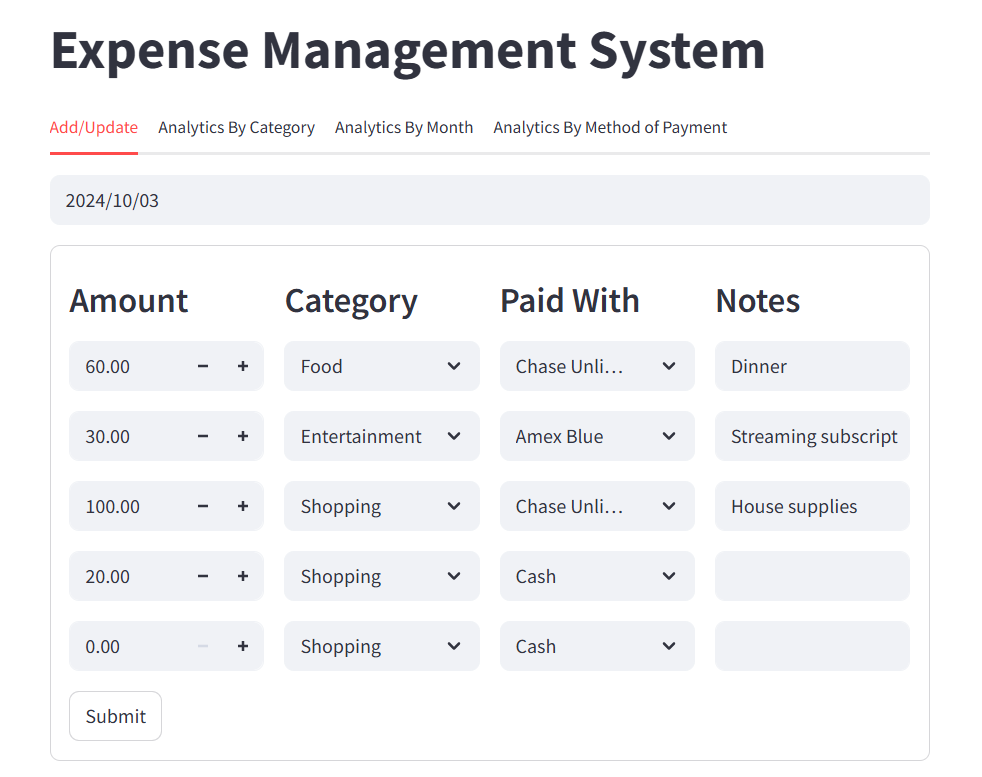 Expense Management System
Add/Update Analytics By Category Analytics By Month Analytics By Method of Payment
2024/10/03
Amount Category Paid With Notes
60.00 − + Food Chase Unli... Dinner
30.00 − + Entertainment Amex Blue Streaming subscript
100.00 − + Shopping Chase Unli... House supplies
20.00 − + Shopping Cash
0.00 − + Shopping Cash
Submit